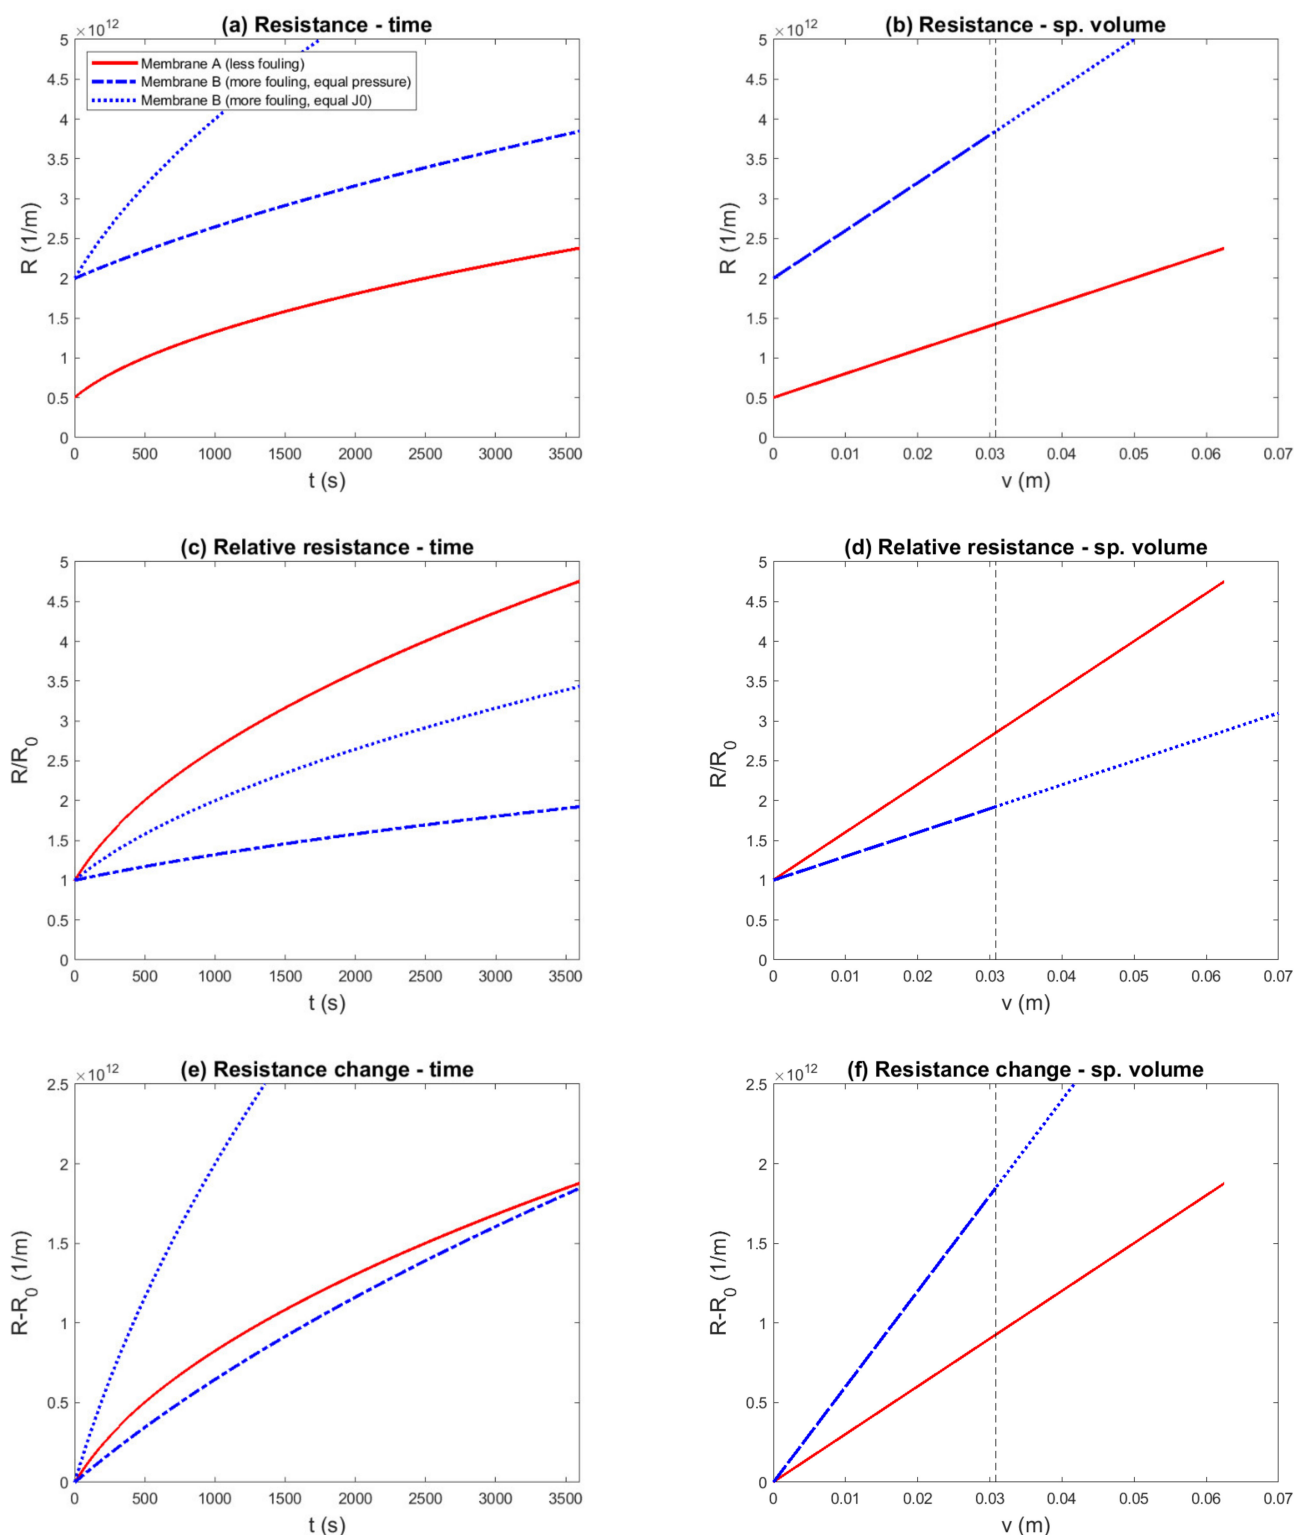 (a) Resistance - time
×10^12
5
4.5
4
3.5
3
2.5
2
1.5
1
0.5
0
R (1/m)
Membrane A (less fouling)
Membrane B (more fouling, equal pressure)
Membrane B (more fouling, equal J0)
0 500 1000 1500 2000 2500 3000 3500
t (s)
(b) Resistance - sp. volume
×10^12
5
4.5
4
3.5
3
2.5
2
1.5
1
0.5
0
R (1/m)
0 0.01 0.02 0.03 0.04 0.05 0.06 0.07
v (m)
(c) Relative resistance - time
5
4.5
4
3.5
3
2.5
2
1.5
1
0.5
0
R/R_0
0 500 1000 1500 2000 2500 3000 3500
t (s)
(d) Relative resistance - sp. volume
5
4.5
4
3.5
3
2.5
2
1.5
1
0.5
0
R/R_0
0 0.01 0.02 0.03 0.04 0.05 0.06 0.07
v (m)
(e) Resistance change - time
×10^12
2.5
2
1.5
1
0.5
0
R-R_0 (1/m)
0 500 1000 1500 2000 2500 3000 3500
t (s)
(f) Resistance change - sp. volume
×10^12
2.5
2
1.5
1
0.5
0
R-R_0 (1/m)
0 0.01 0.02 0.03 0.04 0.05 0.06 0.07
v (m)